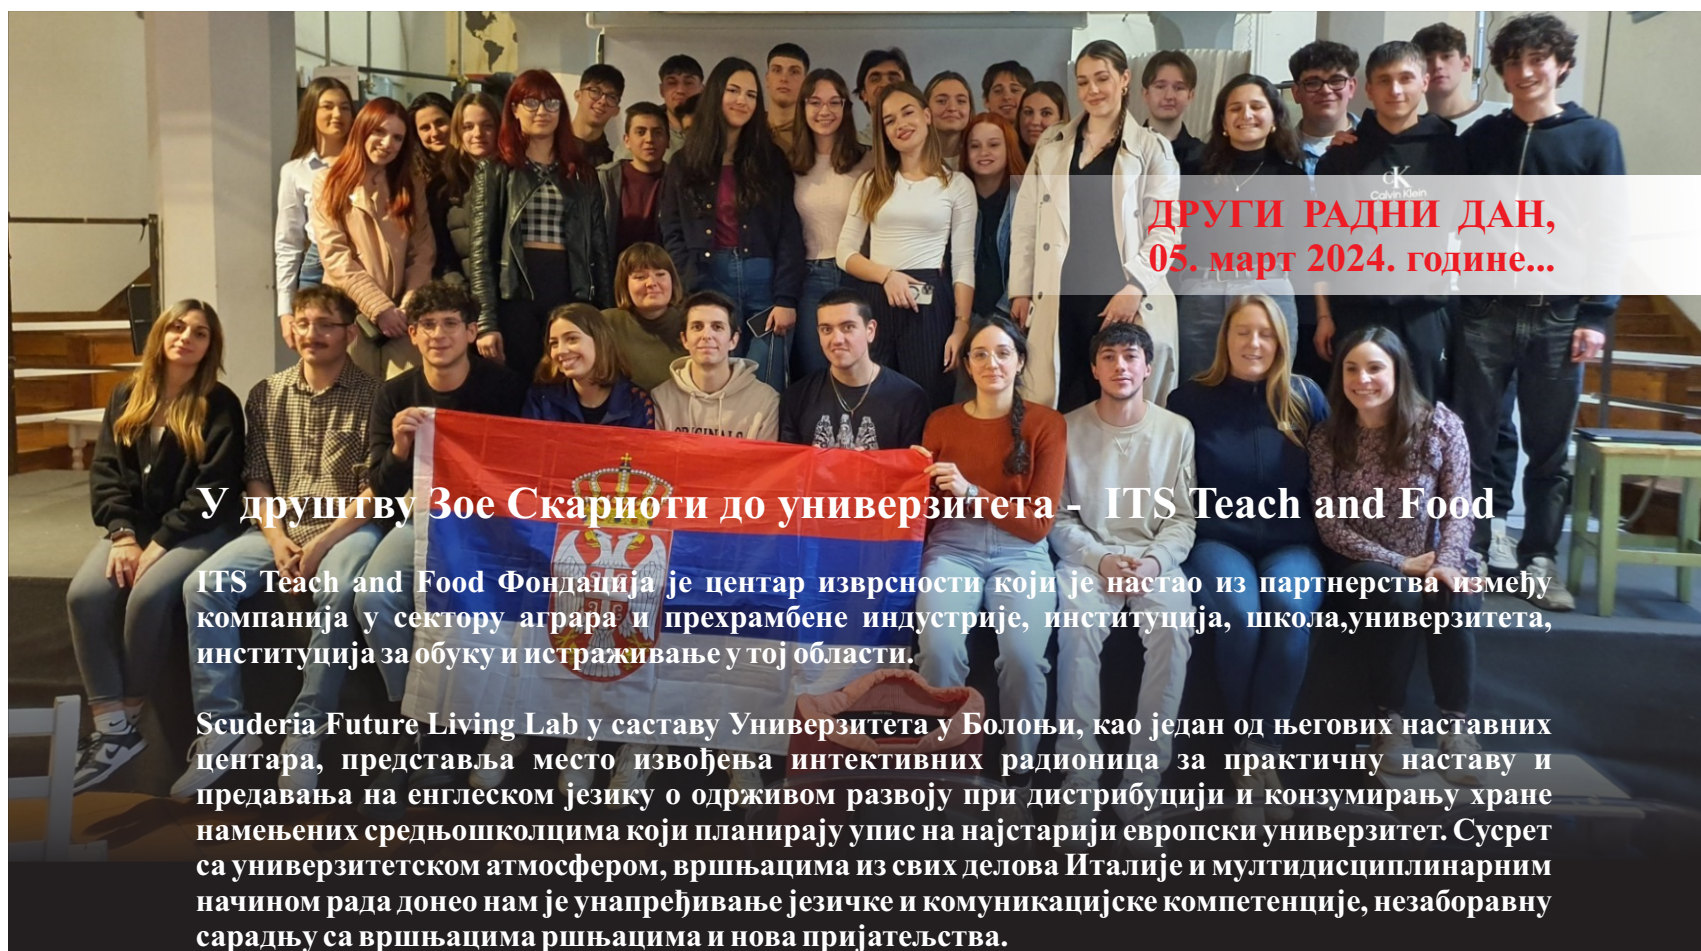 ДРУГИ РАДНИ ДАН,
05. март 2024. године...
CK
Calvin Klein
ORIGINALS
У друштву Зое Скариоти до универзитета - ITS Teach and Food
ITS Teach and Food Фондација је центар изврсности који је настао из партнерства између
компанија у сектору аграра и прехрамбене индустрије, институција, школа,универзитета,
институција за обуку и истраживање у тој области.
Scuderia Future Living Lab у саставу Универзитета у Болоњи, као један од његових наставних
центара, представља место извођења интективних радионица за практичну наставу и
предавања на енглеском језику о одрживом развоју при дистрибуцији и конзумирању хране
намењених средњошколцима који планирају упис на најстарији европски универзитет. Сусрет
са универзитетском атмосфером, вршњацима из свих делова Италије и мултидисциплинарним
начином рада донео нам је унапређивање језичке и комуникацијске компетенције, незаборавну
сарадњу са вршњацима ршњацима и нова пријатељства.